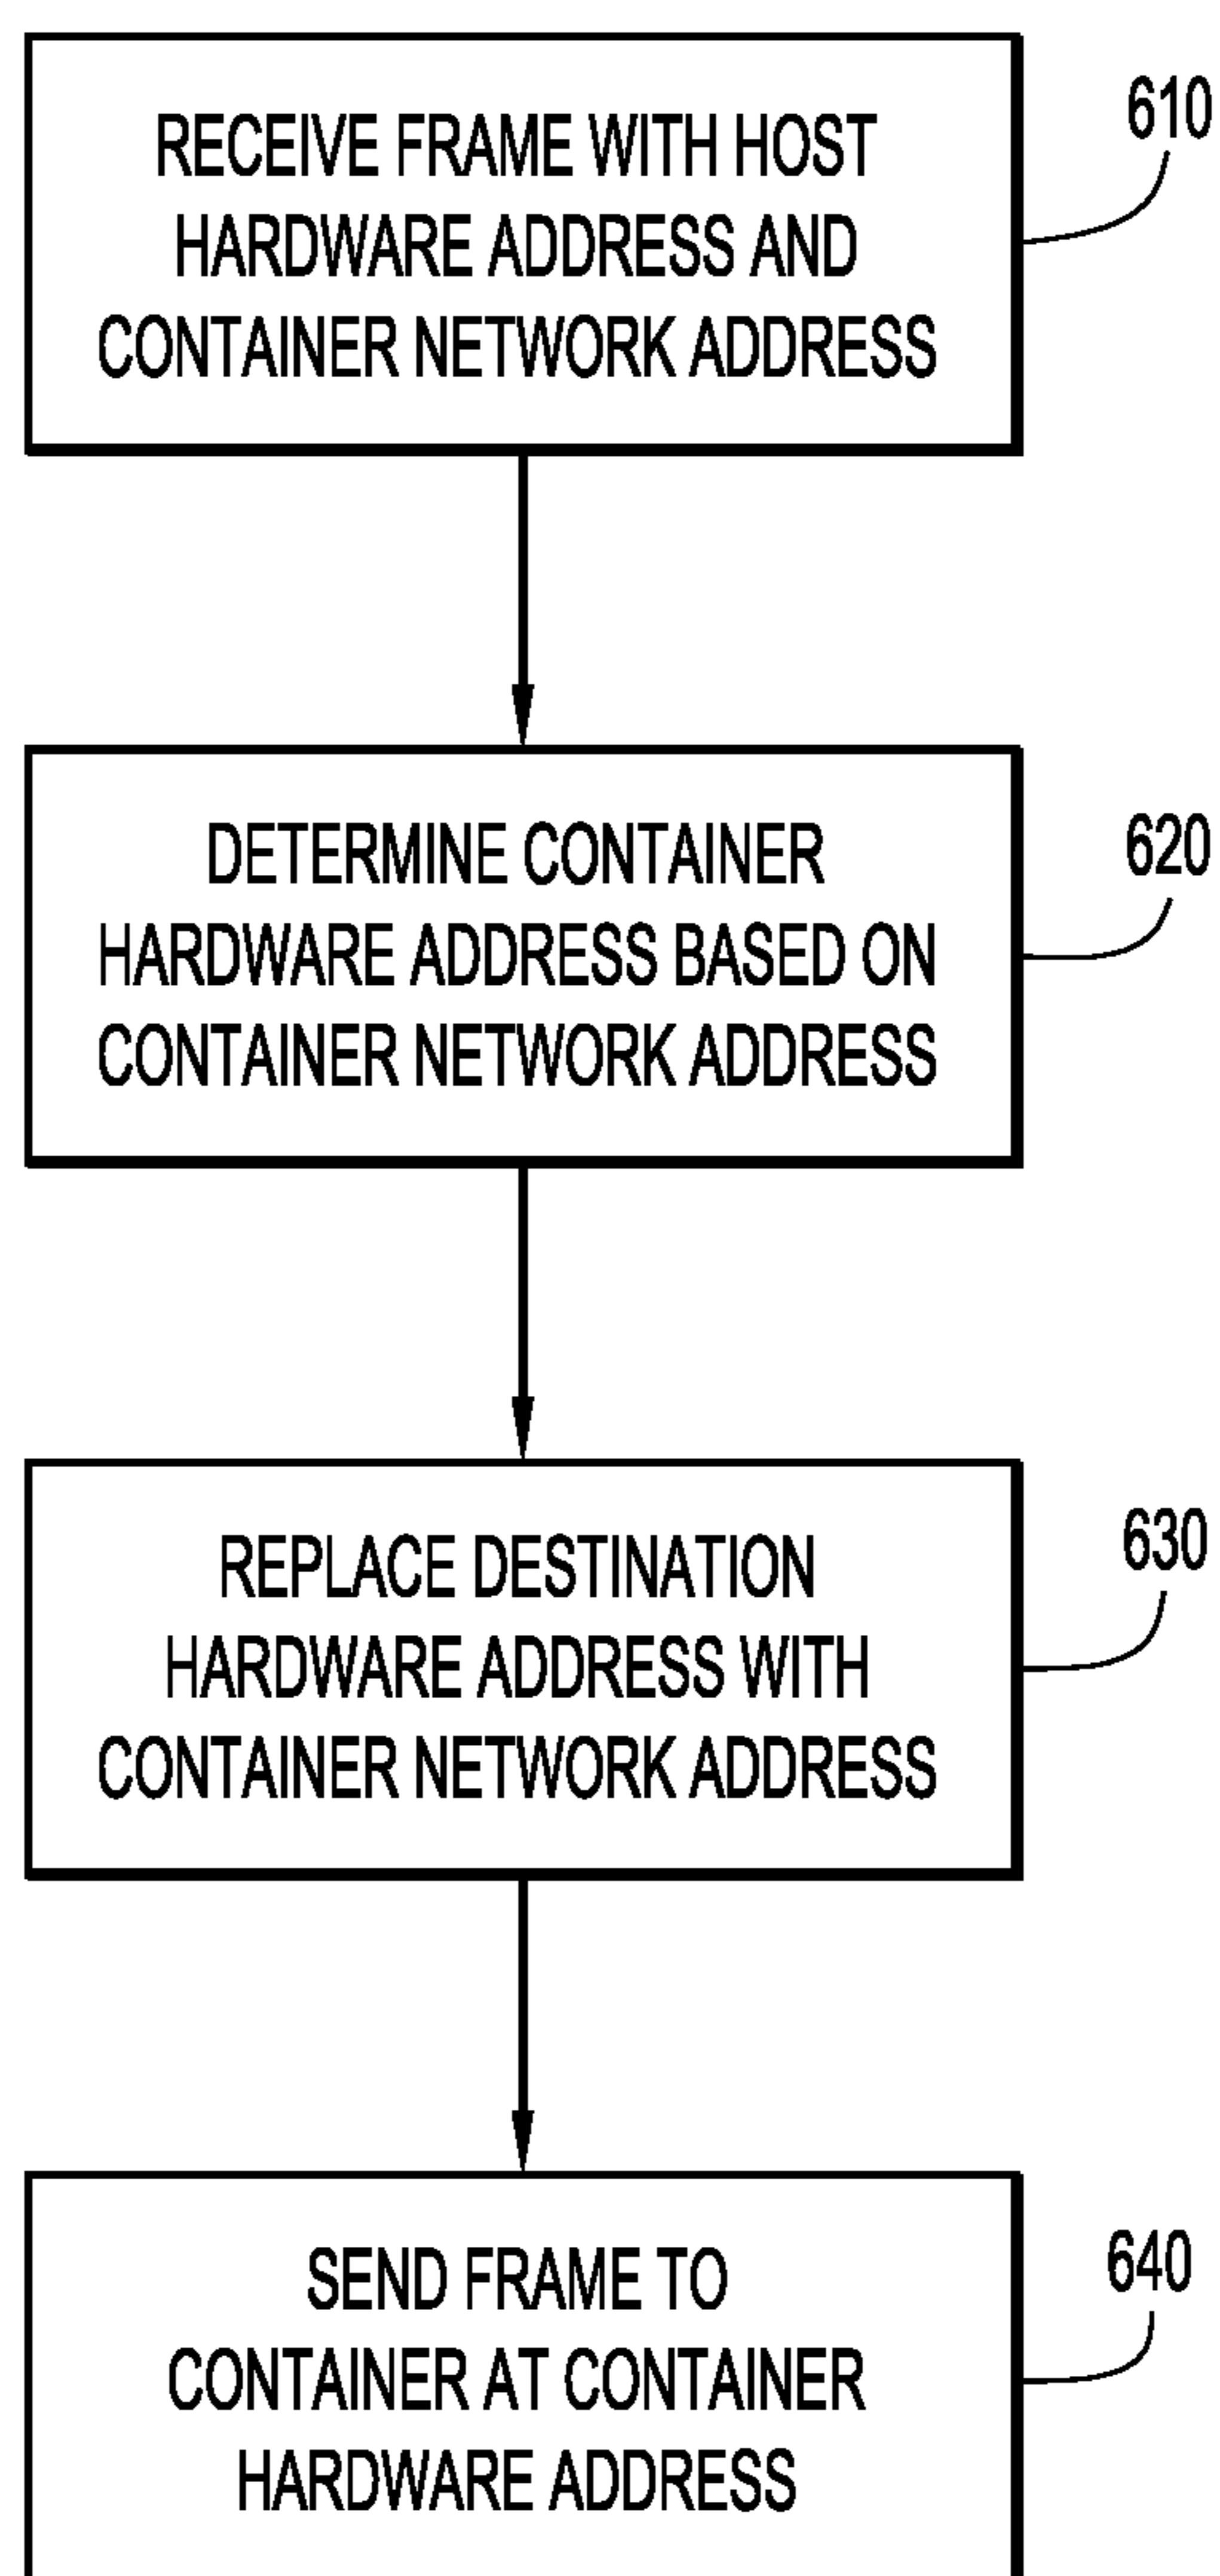 RECEIVE FRAME WITH HOST
HARDWARE ADDRESS AND
CONTAINER NETWORK ADDRESS
610
DETERMINE CONTAINER
HARDWARE ADDRESS BASED ON
CONTAINER NETWORK ADDRESS
620
REPLACE DESTINATION
HARDWARE ADDRESS WITH
CONTAINER NETWORK ADDRESS
630
SEND FRAME TO
CONTAINER AT CONTAINER
HARDWARE ADDRESS
640